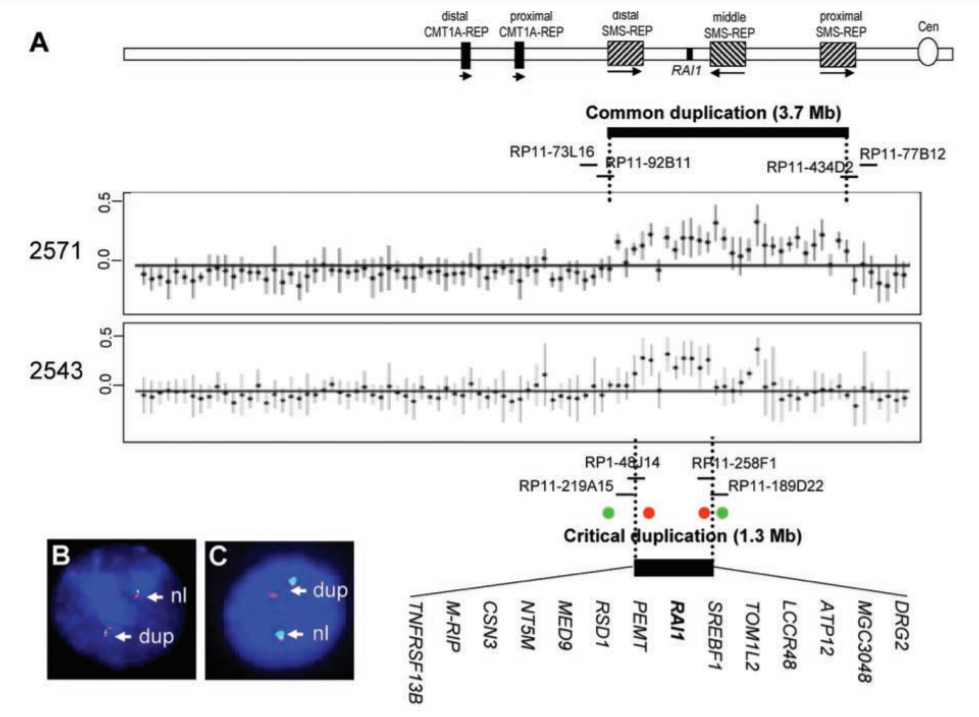 A
distal
CMT1A-REP
proximal
CMT1A-REP
distal
SMS-REP
middle
SMS-REP
proximal
SMS-REP
Cen
RAI1
Common duplication (3.7 Mb)
RP11-73L16
RP11-92B11
RP11-434D2
RP11-77B12
2571
0.5
0.0
2543
0.5
0.0
RP1-48J14
RP11-258F1
RP11-219A15
RP11-189D22
Critical duplication (1.3 Mb)
B
nl
dup
C
dup
nl
TNFRSF13B
M-RIP
CSN3
NT5M
MED9
RSD1
PEMT
RAI1
SREBF1
TOM1L2
LCCR48
ATP12
MGC3048
DRG2